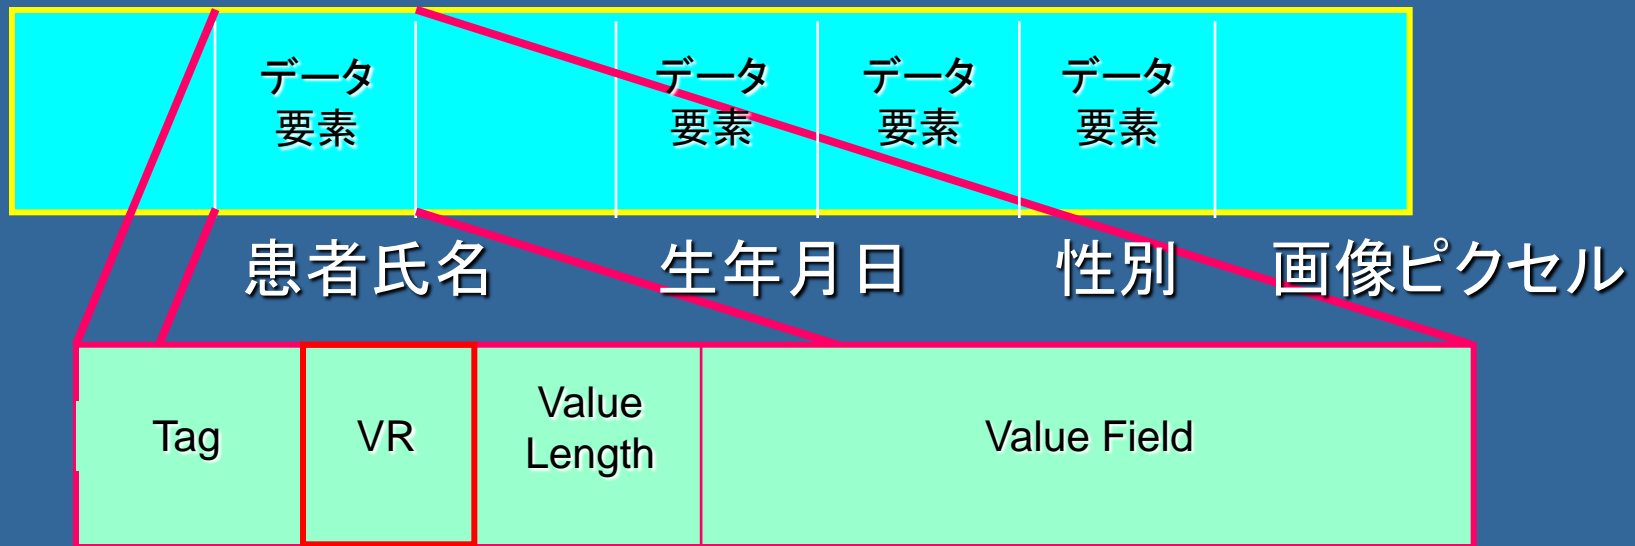 データ
要素
データ
要素
データ
要素
データ
要素
患者氏名
生年月日
性別
画像ピクセル
Tag
VR
Value
Length
Value Field